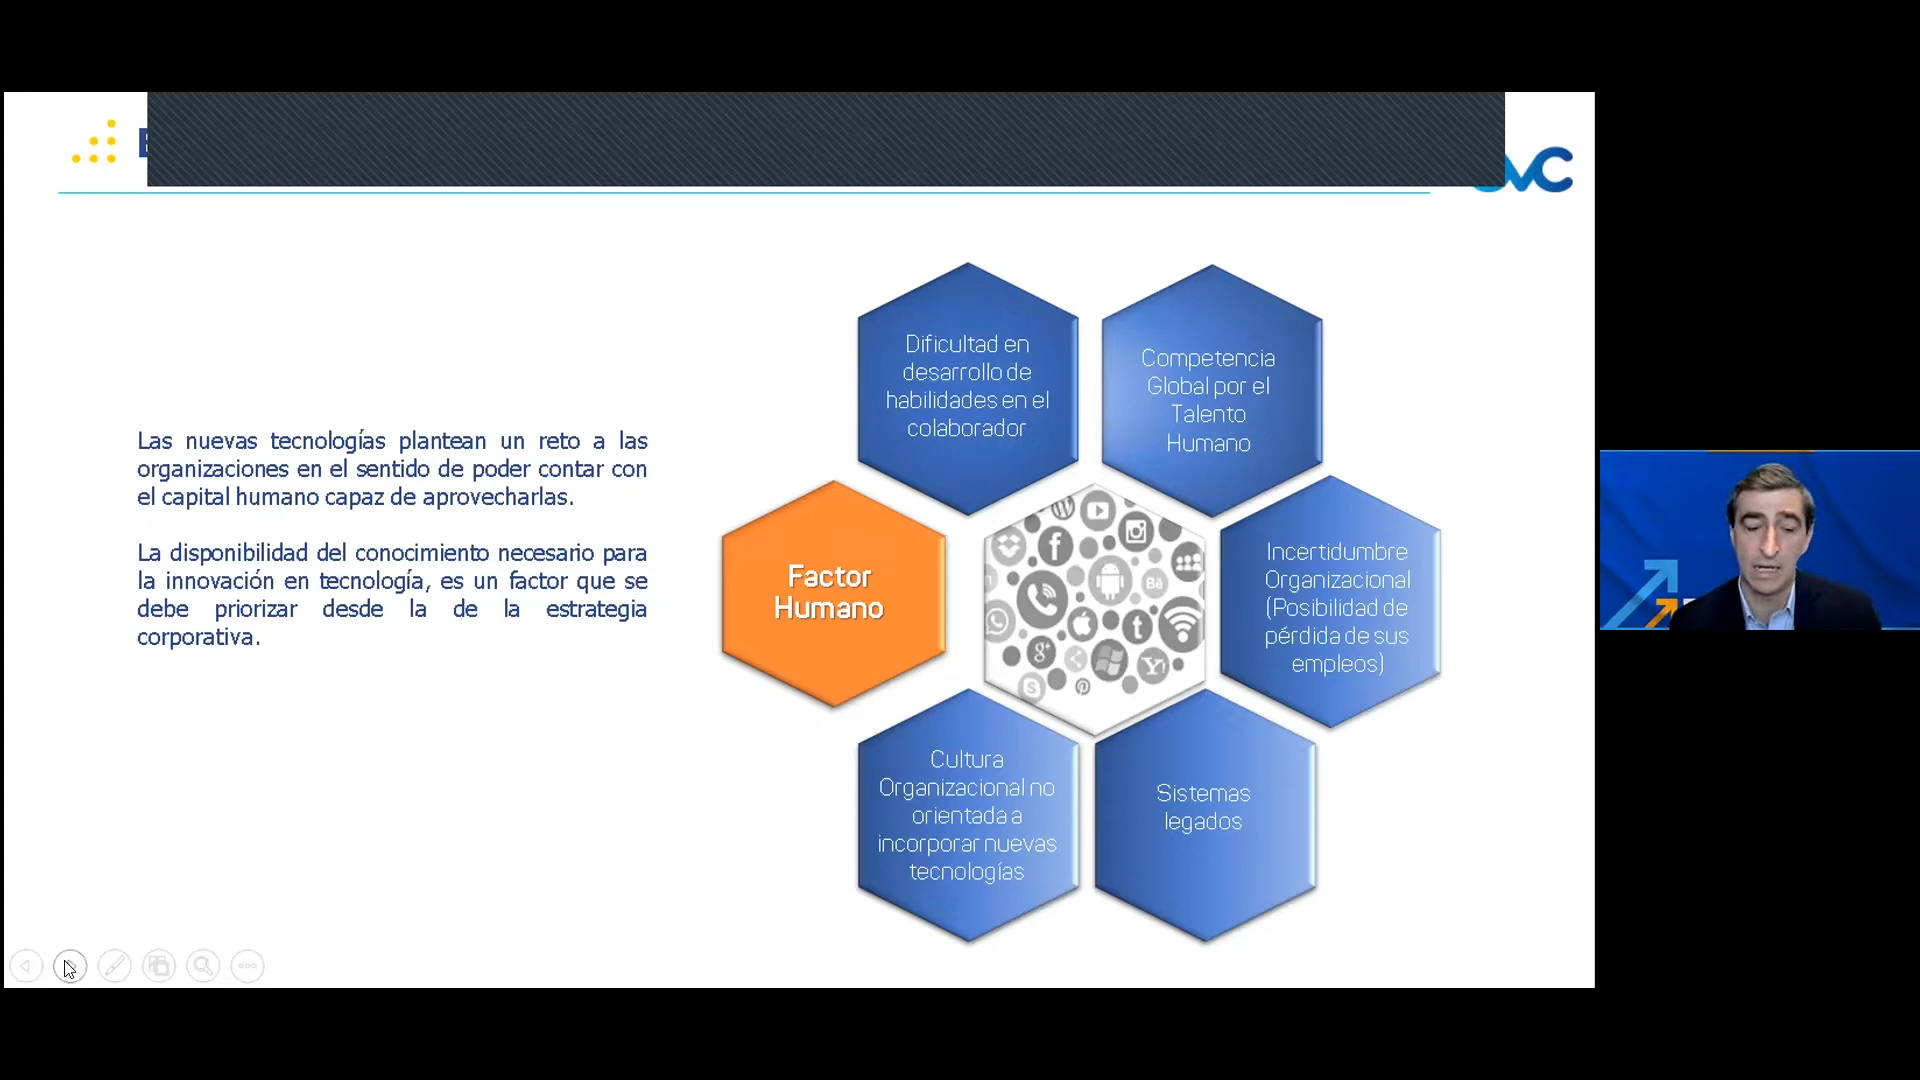 Las nuevas tecnologías plantean un reto a las
organizaciones en el sentido de poder contar con
el capital humano capaz de aprovecharlas.
La disponibilidad del conocimiento necesario para
la innovación en tecnología, es un factor que se
debe priorizar desde la de la estrategia
corporativa.
Dificultad en
desarrollo de
habilidades en el
colaborador
Competencia
Global por el
Talento
Humano
Factor
Humano
Incertidumbre
Organizacional
(Posibilidad de
pérdida de sus
empleos)
Cultura
Organizacional no
orientada a
incorporar nuevas
tecnologías
Sistemas
legados